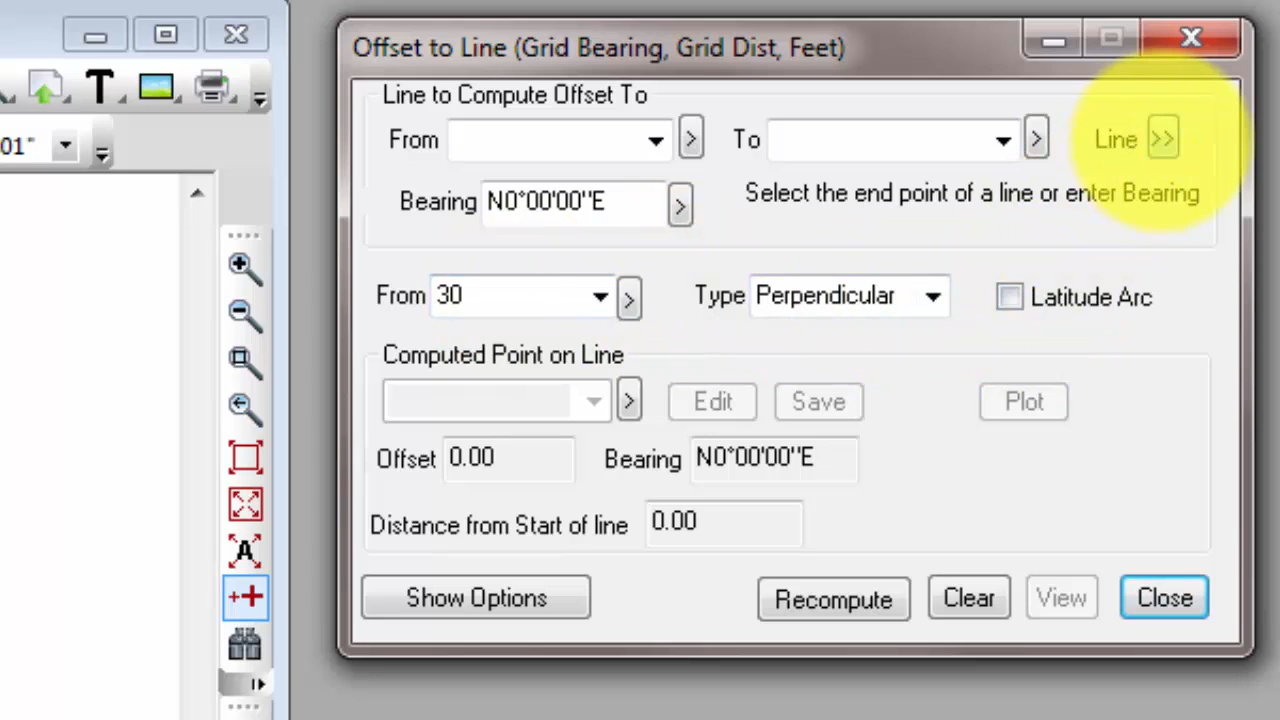 Offset to Line (Grid Bearing, Grid Dist, Feet)
T
01"
Line to Compute Offset To
From > To > Line >>
Bearing N0°00'00"E > Select the end point of a line or enter Bearing
From 30 > Type Perpendicular Latitude Arc
Computed Point on Line
> Edit Save Plot
Offset 0.00 Bearing N0°00'00"E
Distance from Start of line 0.00
A
Show Options Recompute Clear View Close